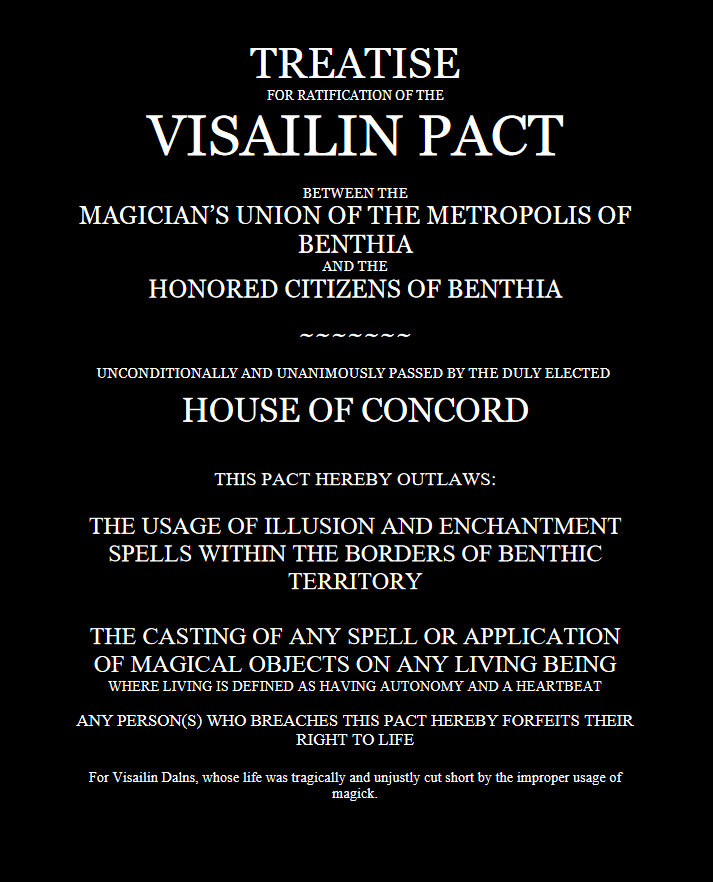 TREATISE
FOR RATIFICATION OF THE
VISAILIN PACT
BETWEEN THE
MAGICIAN’S UNION OF THE METROPOLIS OF
BENTHIA
AND THE
HONORED CITIZENS OF BENTHIA
~~~~~~~
UNCONDITIONALLY AND UNANIMOUSLY PASSED BY THE DULY ELECTED
HOUSE OF CONCORD
THIS PACT HEREBY OUTLAWS:
THE USAGE OF ILLUSION AND ENCHANTMENT
SPELLS WITHIN THE BORDERS OF BENTHIC
TERRITORY
THE CASTING OF ANY SPELL OR APPLICATION
OF MAGICAL OBJECTS ON ANY LIVING BEING
WHERE LIVING IS DEFINED AS HAVING AUTONOMY AND A HEARTBEAT
ANY PERSON(S) WHO BREACHES THIS PACT HEREBY FORFEITS THEIR
RIGHT TO LIFE
For Visailin Dalns, whose life was tragically and unjustly cut short by the improper usage of
magick.